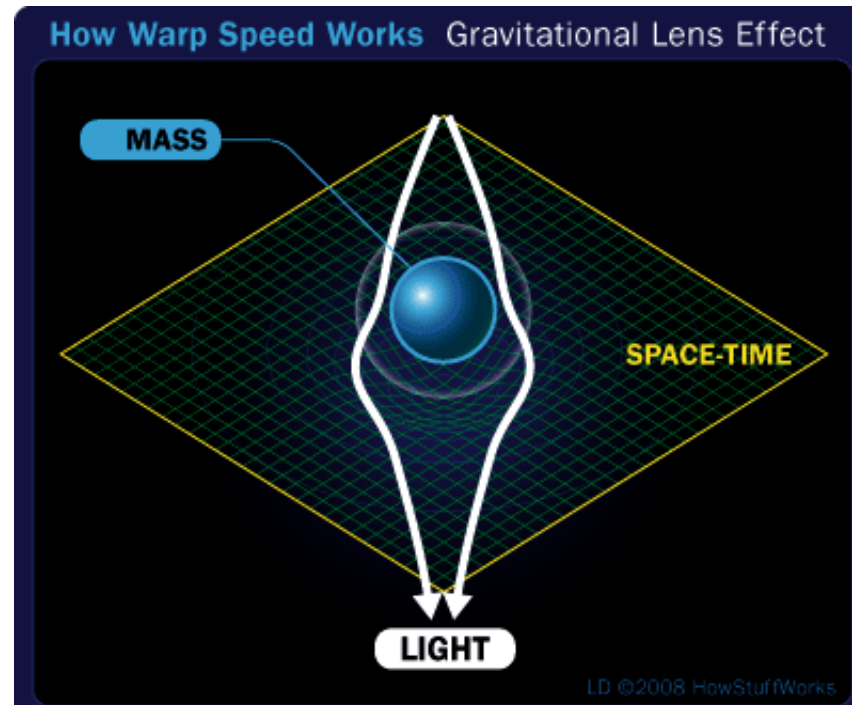 How Warp Speed Works Gravitational Lens Effect
MASS
SPACE-TIME
LIGHT
LD ©2008 HowStuffWorks